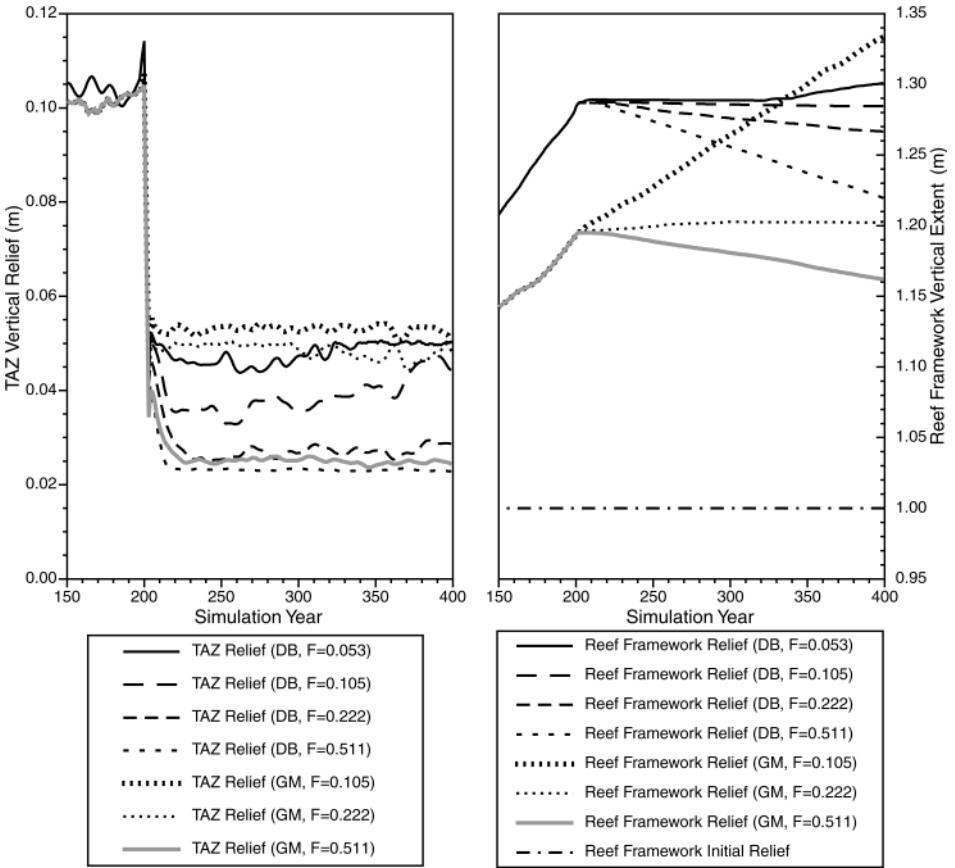 0.12
0.10
0.08
0.06
0.04
0.02
0.00
TAZ Vertical Relief (m)
150 200 250 300 350 400
Simulation Year
1.35
1.30
1.25
1.20
1.15
1.10
1.05
1.00
0.95
Reef Framework Vertical Extent (m)
150 200 250 300 350 400
Simulation Year
TAZ Relief (DB, F=0.053)
TAZ Relief (DB, F=0.105)
TAZ Relief (DB, F=0.222)
TAZ Relief (DB, F=0.511)
TAZ Relief (GM, F=0.105)
TAZ Relief (GM, F=0.222)
TAZ Relief (GM, F=0.511)
Reef Framework Relief (DB, F=0.053)
Reef Framework Relief (DB, F=0.105)
Reef Framework Relief (DB, F=0.222)
Reef Framework Relief (DB, F=0.511)
Reef Framework Relief (GM, F=0.105)
Reef Framework Relief (GM, F=0.222)
Reef Framework Relief (GM, F=0.511)
Reef Framework Initial Relief